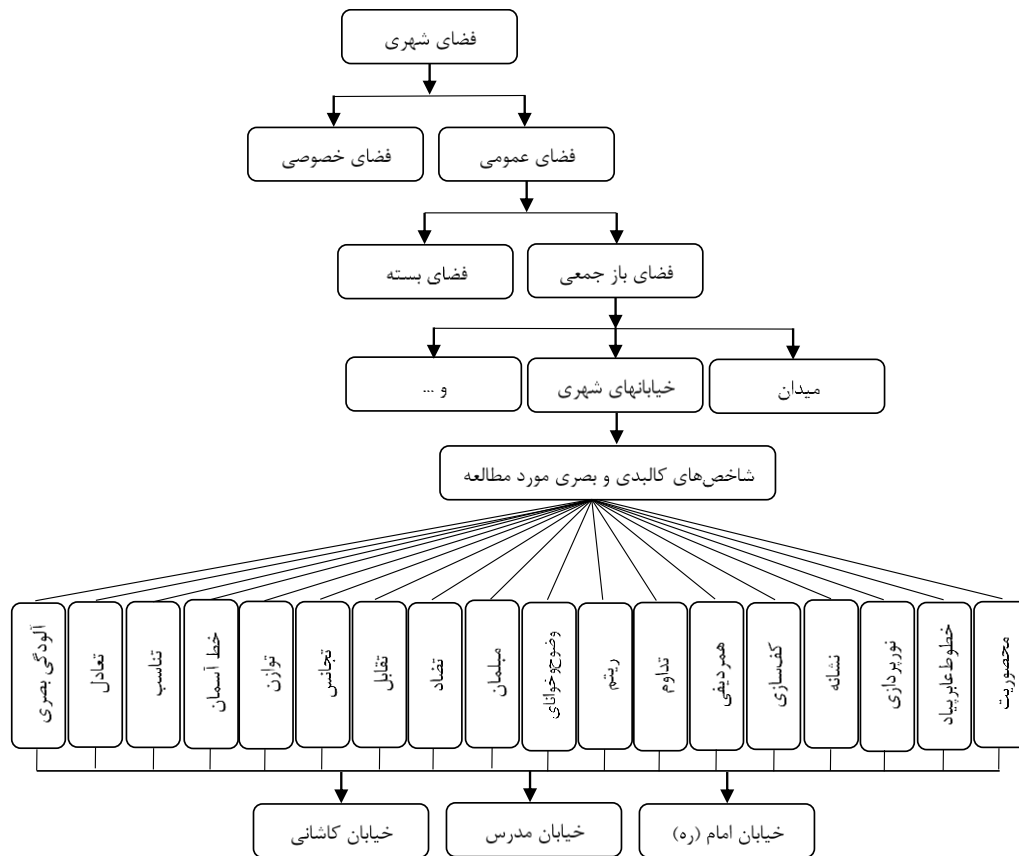 فضای شهری
فضای عمومی
فضای خصوصی
فضای باز جمعی
فضای بسته
میدان
خیابانهای شهری
و ...
شاخص‌های کالبدی و بصری مورد مطالعه
محصوریت
خطوط عابرپیاد
نورپردازی
نشانه
کف‌سازی
همردیفی
تداوم
ریتم
وضوح‌وخوانای
مبلمان
تضاد
تقابل
تجانس
توازن
خط آسمان
تناسب
تعادل
آلودگی بصری
خیابان امام (ره)
خیابان مدرس
خیابان کاشانی